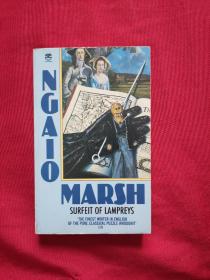 NGAIO
MARSH
SURFEIT OF LAMPREYS
'THE FINEST WRITER IN ENGLISH
OF THE PURE, CLASSICAL PUZZLE WHODUNIT'